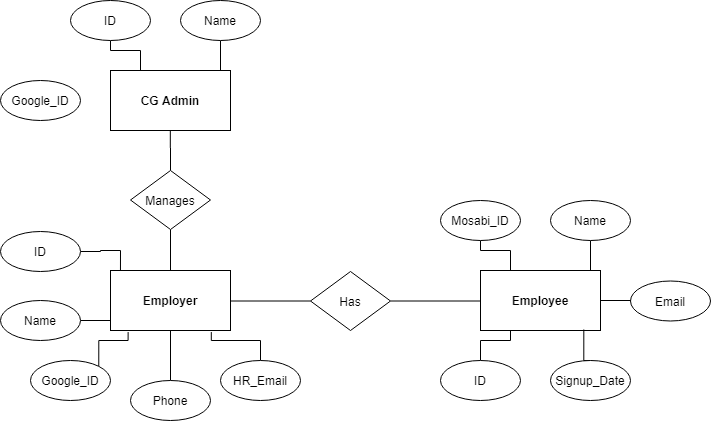 ID
Name
Google_ID
CG Admin
Manages
Mosabi_ID
Name
ID
Employer
Has
Employee
Email
Name
Google_ID
Phone
HR_Email
ID
Signup_Date